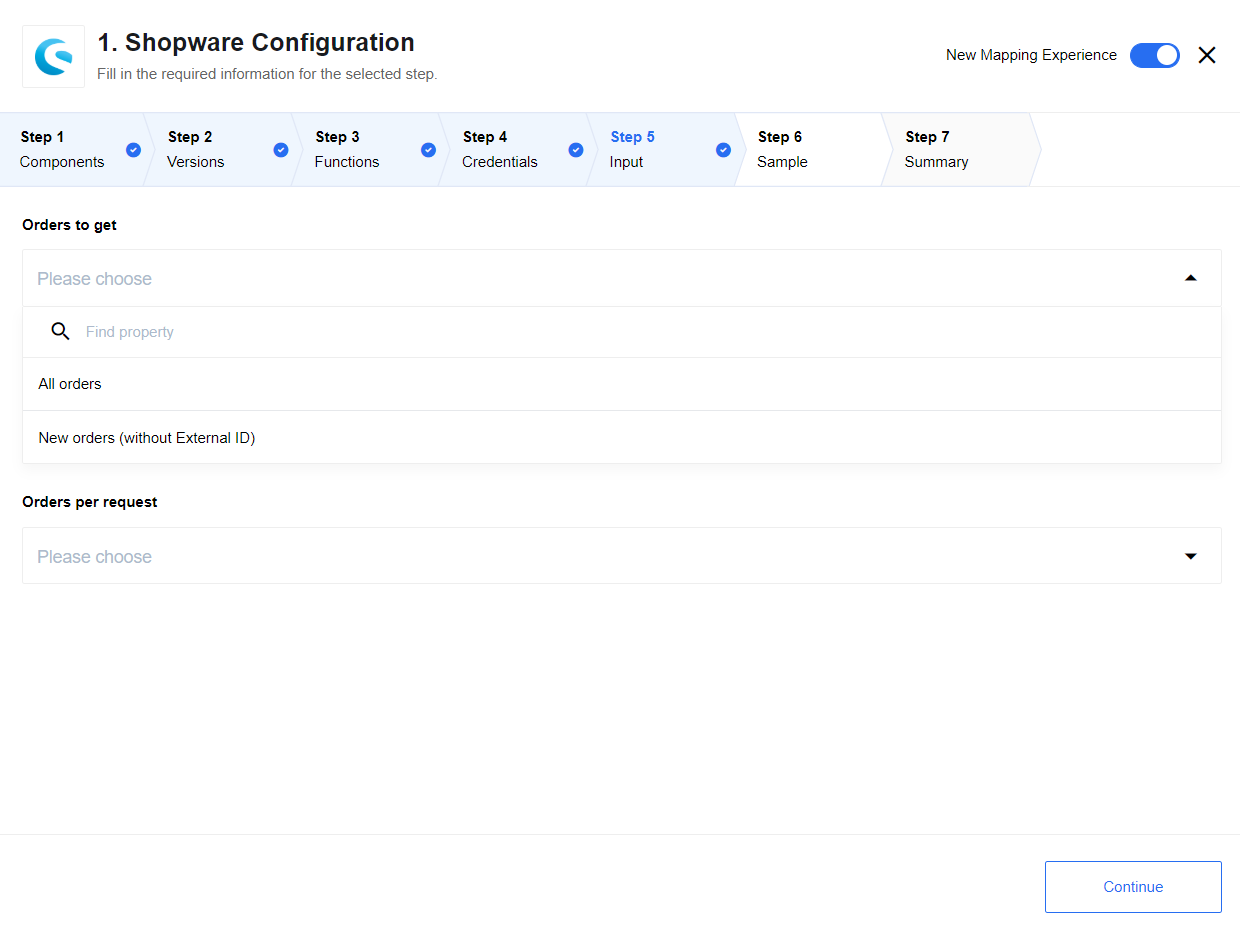 1. Shopware Configuration
Fill in the required information for the selected step.
New Mapping Experience
Step 1
Components
Step 2
Versions
Step 3
Functions
Step 4
Credentials
Step 5
Input
Step 6
Sample
Step 7
Summary
Orders to get
Please choose
Find property
All orders
New orders (without External ID)
Orders per request
Please choose
Continue